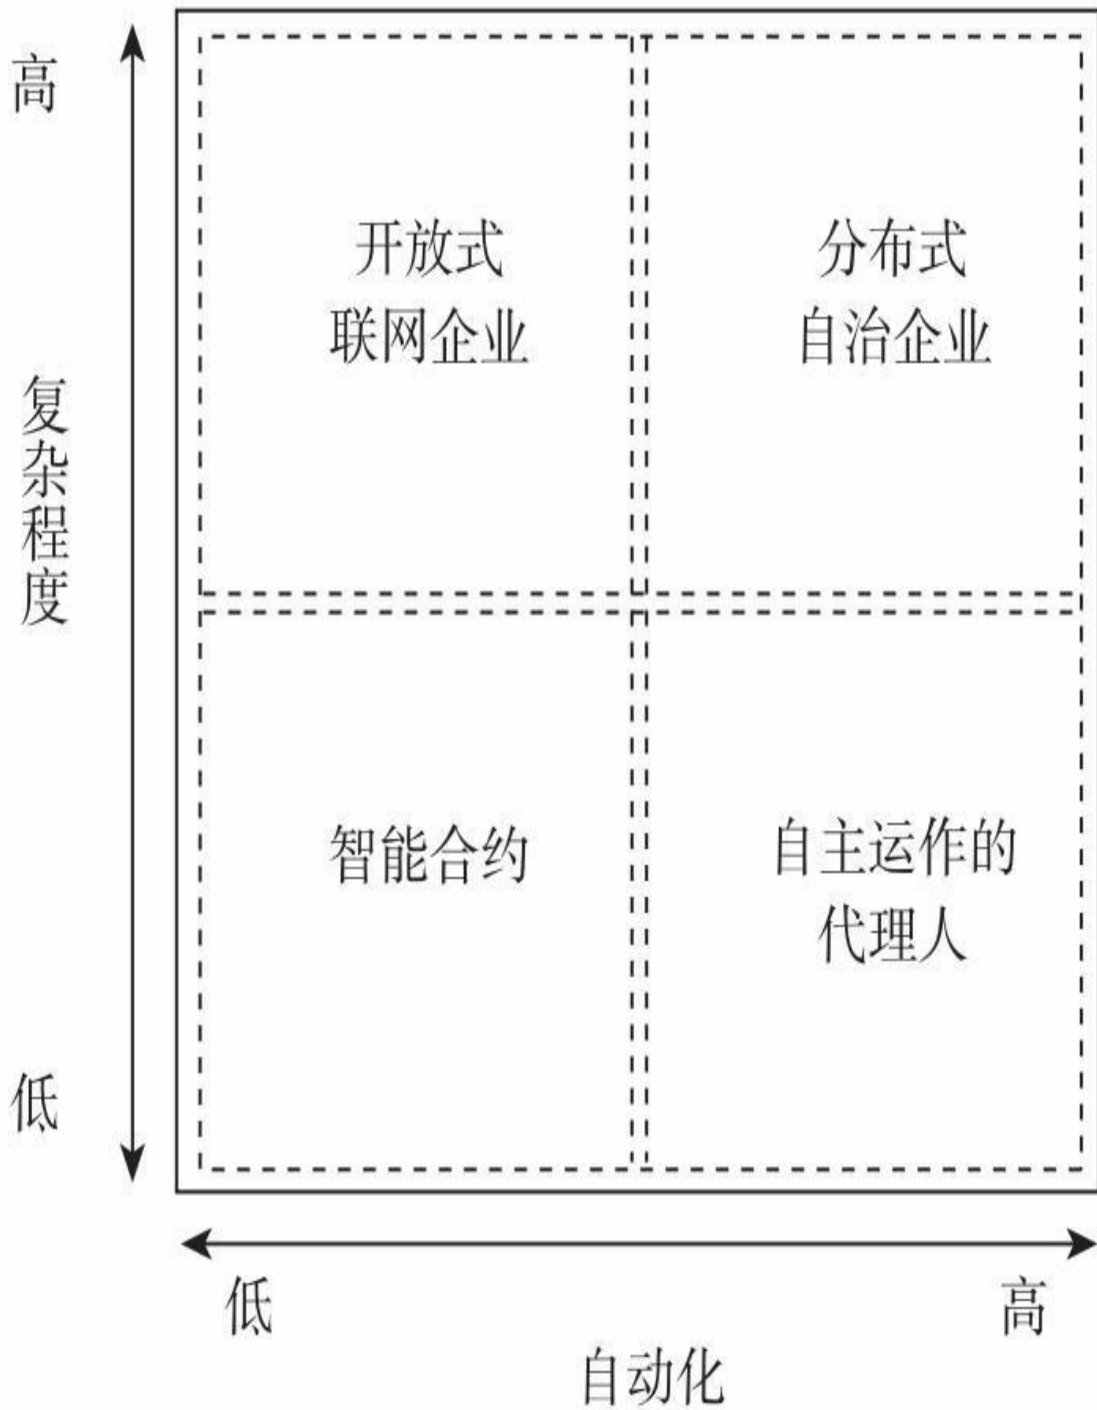 高
复杂程度
低
开放式
联网企业
分布式
自治企业
智能合约
自主运作的
代理人
低
高
自动化